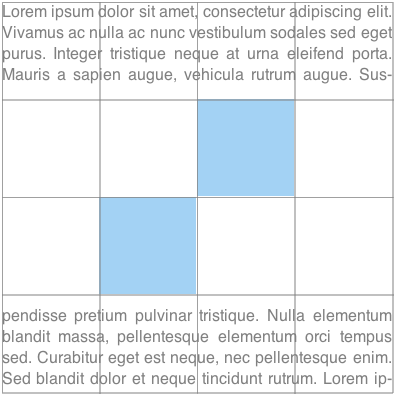 Lorem ipsum dolor sit amet, consectetur adipiscing elit.
Vivamus ac nulla ac nunc vestibulum sodales sed eget
purus. Integer tristique neque at urna eleifend porta.
Mauris a sapien augue, vehicula rutrum augue. Sus-
pendisse pretium pulvinar tristique. Nulla elementum
blandit massa, pellentesque elementum orci tempus
sed. Curabitur eget est neque, nec pellentesque enim.
Sed blandit dolor et neque tincidunt rutrum. Lorem ip-